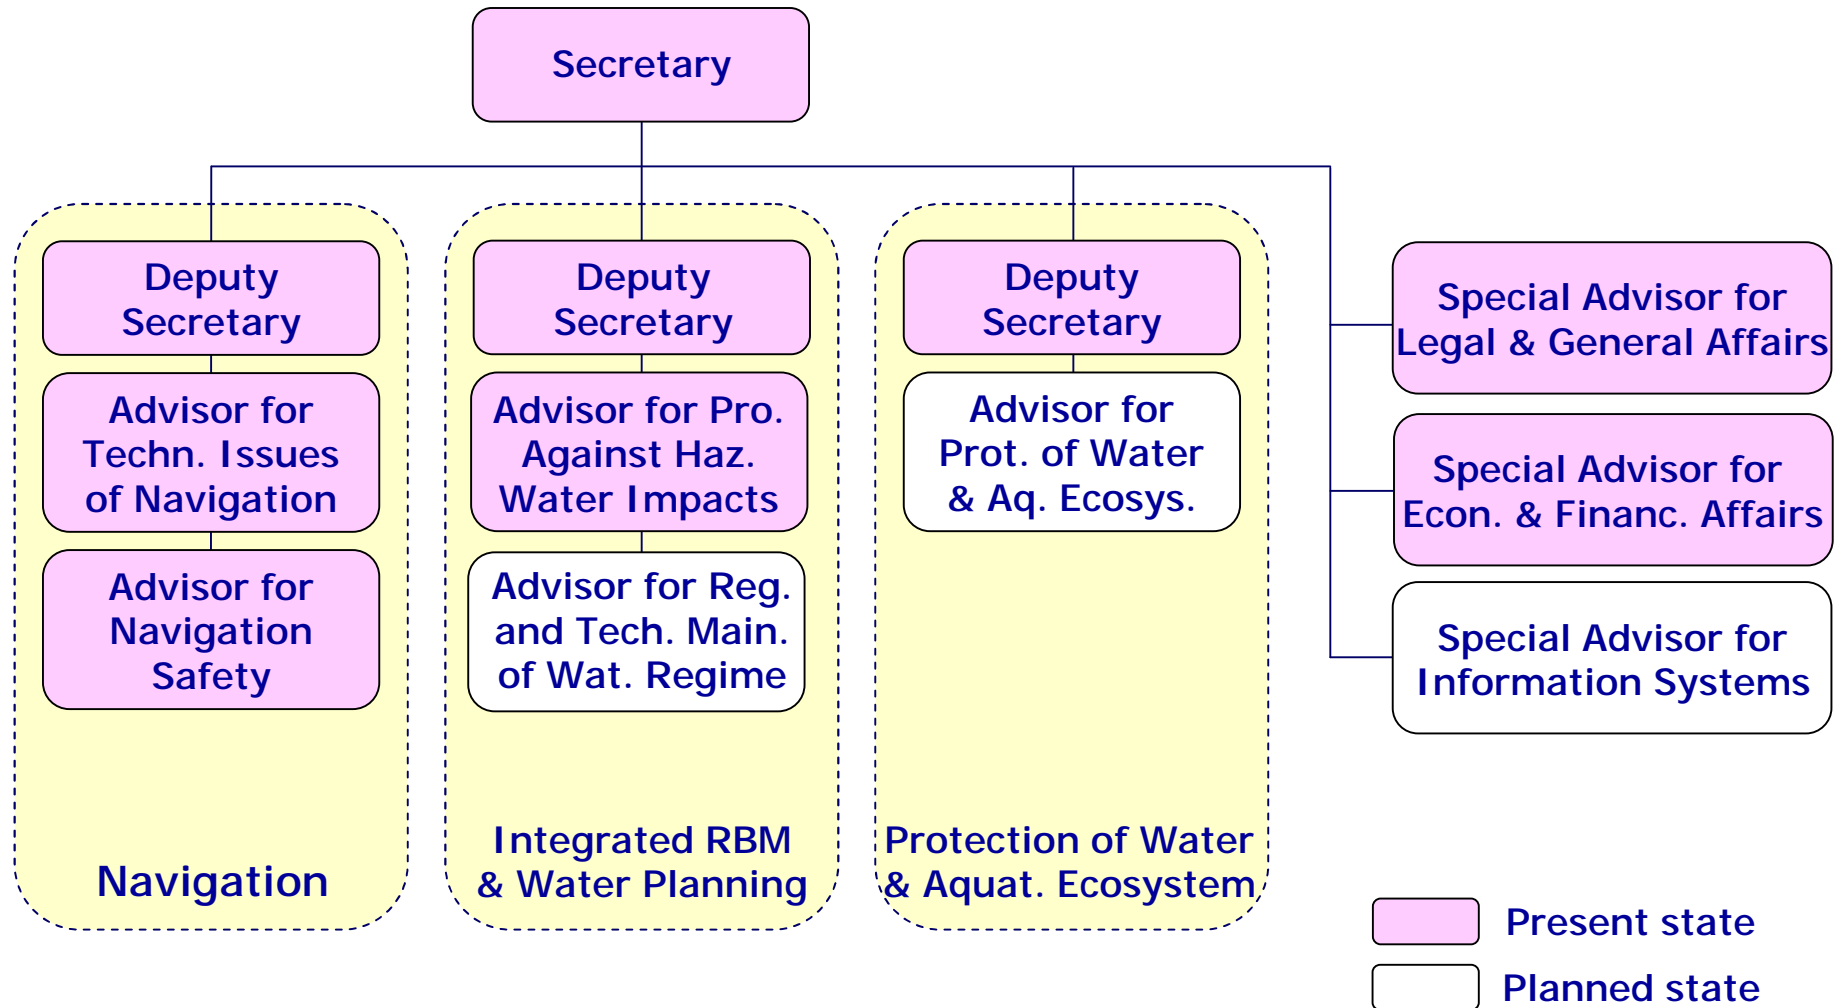 Secretary
Deputy
Secretary
Advisor for
Techn. Issues
of Navigation
Advisor for
Navigation
Safety
Navigation
Deputy
Secretary
Advisor for Pro.
Against Haz.
Water Impacts
Advisor for Reg.
and Tech. Main.
of Wat. Regime
Integrated RBM
& Water Planning
Deputy
Secretary
Advisor for
Prot. of Water
& Aq. Ecosys.
Protection of Water
& Aquat. Ecosystem
Special Advisor for
Legal & General Affairs
Special Advisor for
Econ. & Financ. Affairs
Special Advisor for
Information Systems
Present state
Planned state